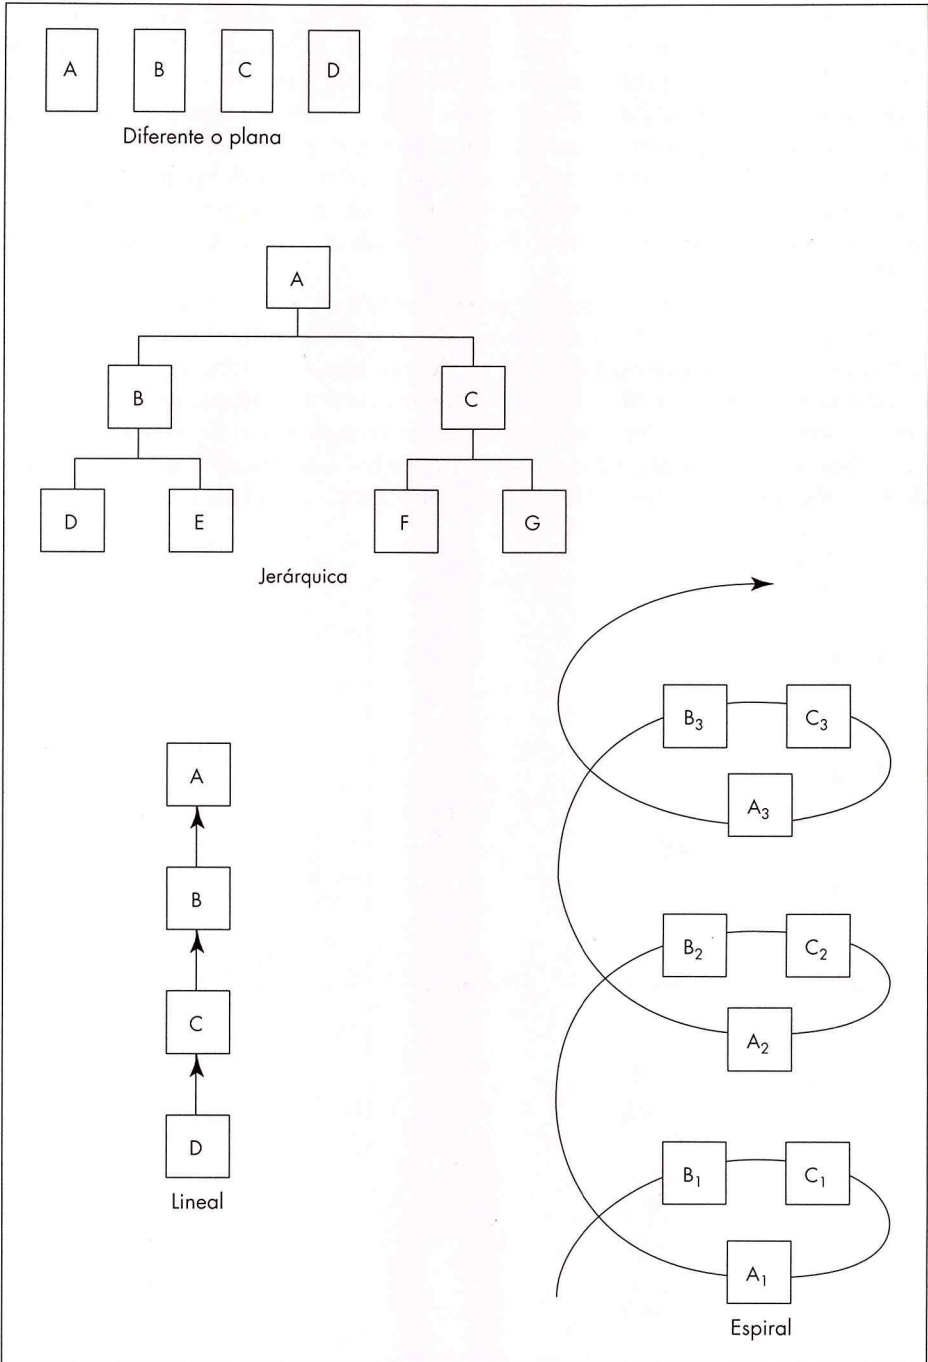 A B C D
Diferente o plana
A
B C
D E F G
Jerárquica
A
B
C
D
Lineal
B₃ C₃
A₃
B₂ C₂
A₂
B₁ C₁
A₁
Espiral